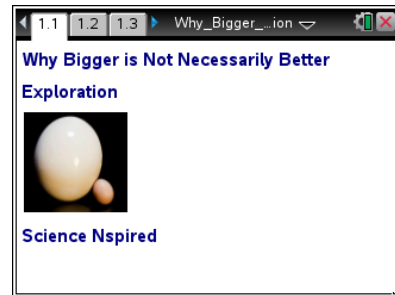 1.1 1.2 1.3 Why_Bigger_...ion
Why Bigger is Not Necessarily Better
Exploration
Science Nspired